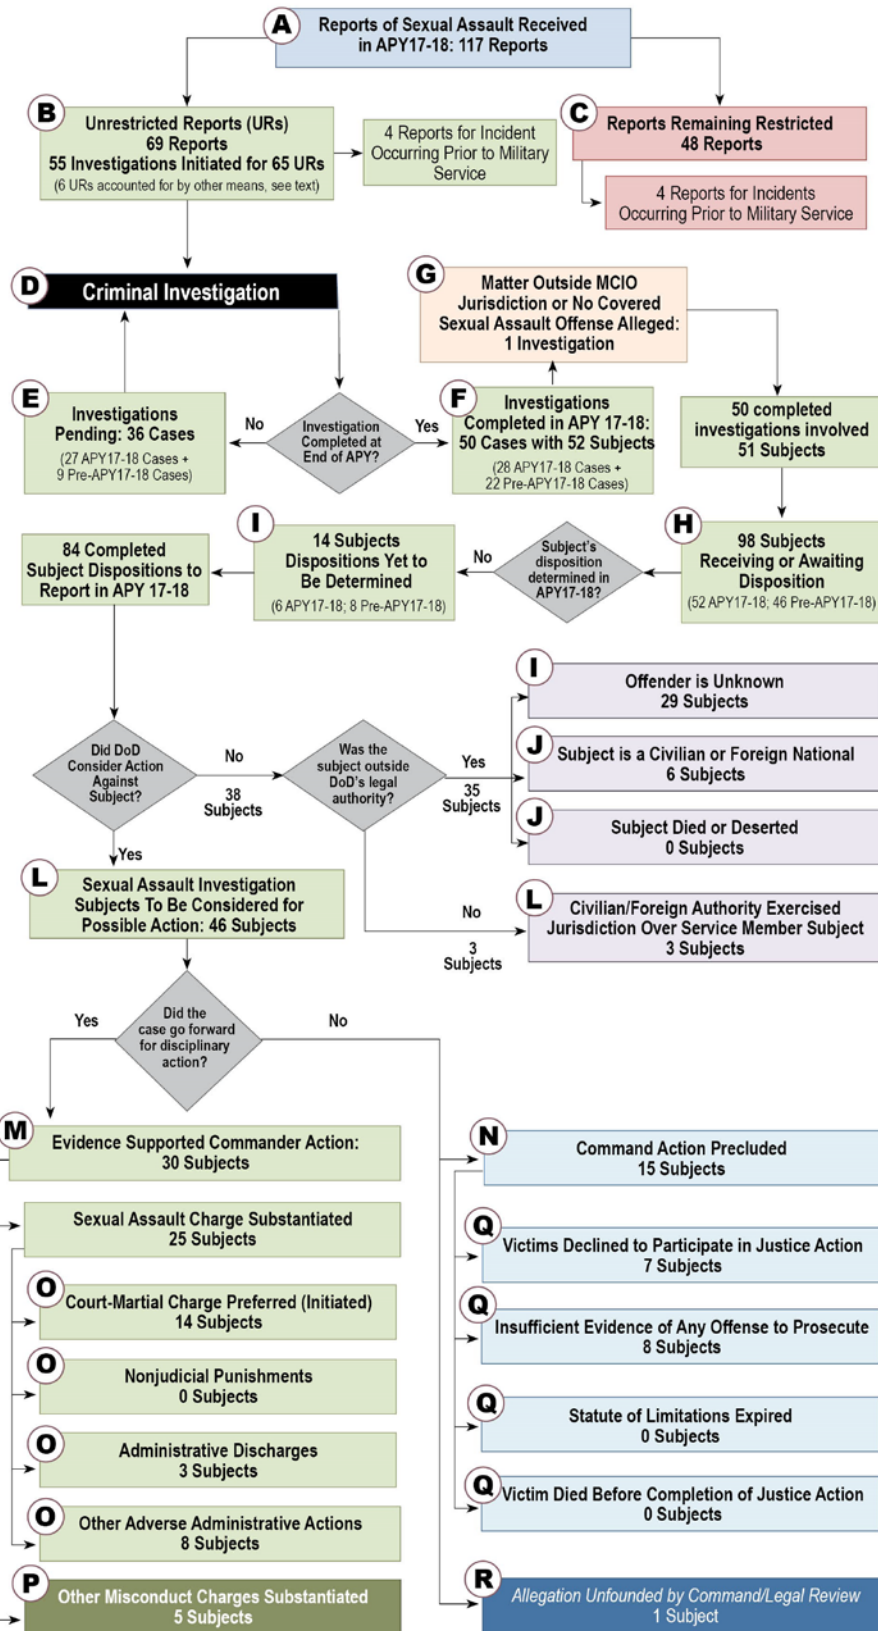 A
Reports of Sexual Assault Received
in APY17-18: 117 Reports
B
Unrestricted Reports (URs)
69 Reports
55 Investigations Initiated for 65 URs
(6 URs accounted for by other means, see text)
4 Reports for Incident
Occurring Prior to Military
Service
C
Reports Remaining Restricted
48 Reports
4 Reports for Incidents
Occurring Prior to Military Service
D
Criminal Investigation
G
Matter Outside MCIO
Jurisdiction or No Covered
Sexual Assault Offense Alleged:
1 Investigation
E
Investigations
Pending: 36 Cases
(27 APY17-18 Cases +
9 Pre-APY17-18 Cases)
No
Investigation
Completed at
End of APY?
Yes
F
Investigations
Completed in APY 17-18:
50 Cases with 52 Subjects
(28 APY17-18 Cases +
22 Pre-APY17-18 Cases)
50 completed
investigations involved
51 Subjects
H
98 Subjects
Receiving or Awaiting
Disposition
(52 APY17-18; 46 Pre-APY17-18)
Subject's
disposition
determined in
APY17-18?
No
I
14 Subjects
Dispositions Yet to
Be Determined
(6 APY17-18; 8 Pre-APY17-18)
84 Completed
Subject Dispositions to
Report in APY 17-18
Did DoD
Consider Action
Against
Subject?
No
38
Subjects
Was the
subject outside
DoD's legal
authority?
Yes
35
Subjects
I
Offender is Unknown
29 Subjects
J
Subject is a Civilian or Foreign National
6 Subjects
J
Subject Died or Deserted
0 Subjects
Yes
L
Sexual Assault Investigation
Subjects To Be Considered for
Possible Action: 46 Subjects
No
3
Subjects
L
Civilian/Foreign Authority Exercised
Jurisdiction Over Service Member Subject
3 Subjects
Yes
Did the
case go forward
for disciplinary
action?
No
M
Evidence Supported Commander Action:
30 Subjects
Sexual Assault Charge Substantiated
25 Subjects
O
Court-Martial Charge Preferred (Initiated)
14 Subjects
O
Nonjudicial Punishments
0 Subjects
O
Administrative Discharges
3 Subjects
O
Other Adverse Administrative Actions
8 Subjects
P
Other Misconduct Charges Substantiated
5 Subjects
N
Command Action Precluded
15 Subjects
Q
Victims Declined to Participate in Justice Action
7 Subjects
Q
Insufficient Evidence of Any Offense to Prosecute
8 Subjects
Q
Statute of Limitations Expired
0 Subjects
Q
Victim Died Before Completion of Justice Action
0 Subjects
R
Allegation Unfounded by Command/Legal Review
1 Subject